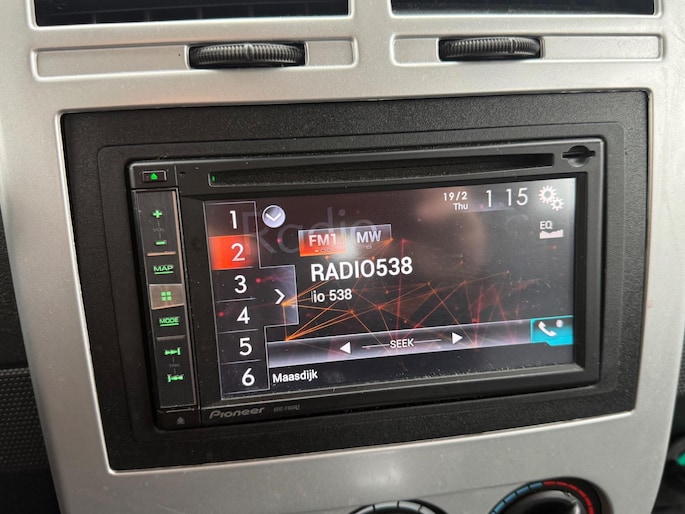 19/2
Thu
1 15
1
2
3
4
5
6
Radio
FM1
MW
EQ
RADIO538
io 538
SEEK
Maasdijk
MAP
MODE
Pioneer